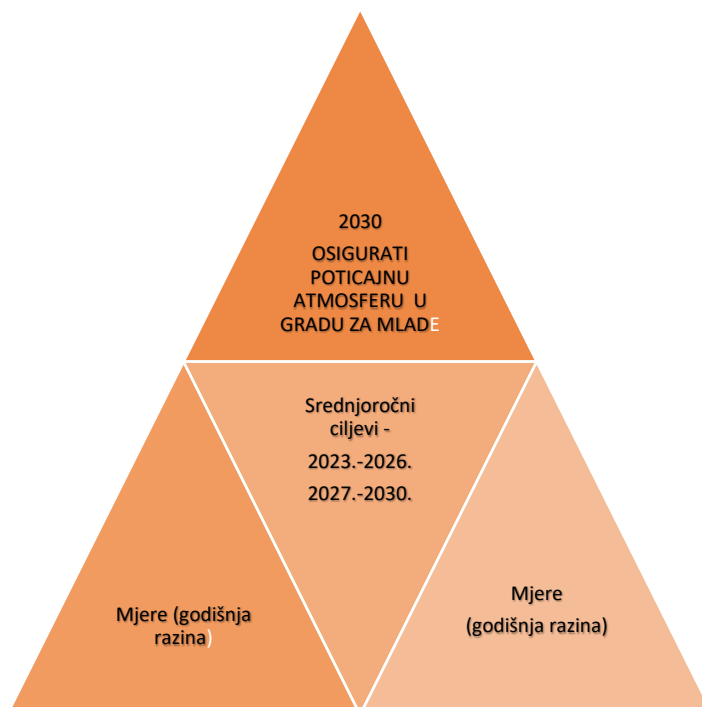 2030
OSIGURATI
POTICAJNU
ATMOSFERU U
GRADU ZA MLADE
Srednjoročni
ciljevi -
2023.-2026.
2027.-2030.
Mjere (godišnja
razina)
Mjere
(godišnja razina)